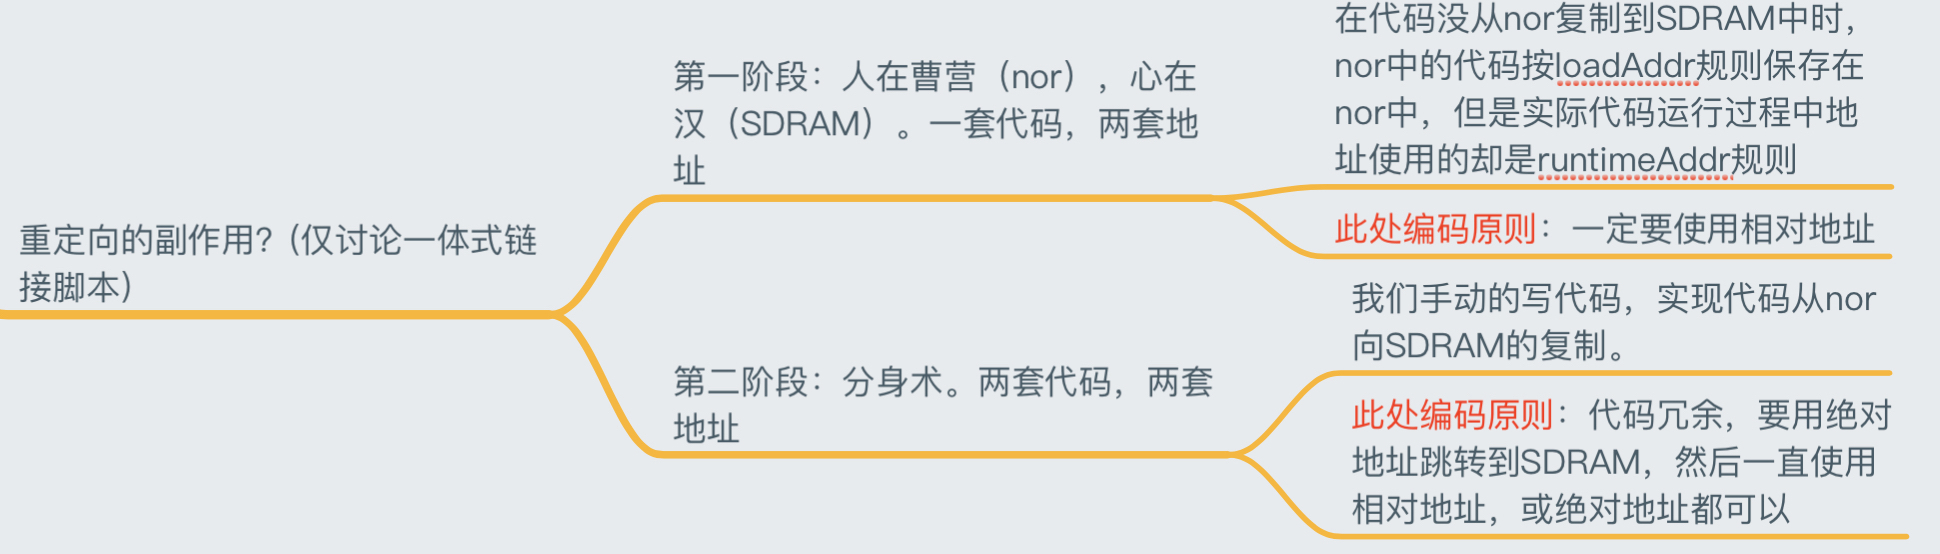 重定向的副作用？(仅讨论一体式链
接脚本)
第一阶段：人在曹营（nor），心在
汉（SDRAM）。一套代码，两套地
址
在代码没从nor复制到SDRAM中时，
nor中的代码按loadAddr规则保存在
nor中，但是实际代码运行过程中地
址使用的却是runtimeAddr规则
此处编码原则：一定要使用相对地址
第二阶段：分身术。两套代码，两套
地址
我们手动的写代码，实现代码从nor
向SDRAM的复制。
此处编码原则：代码冗余，要用绝对
地址跳转到SDRAM，然后一直使用
相对地址，或绝对地址都可以